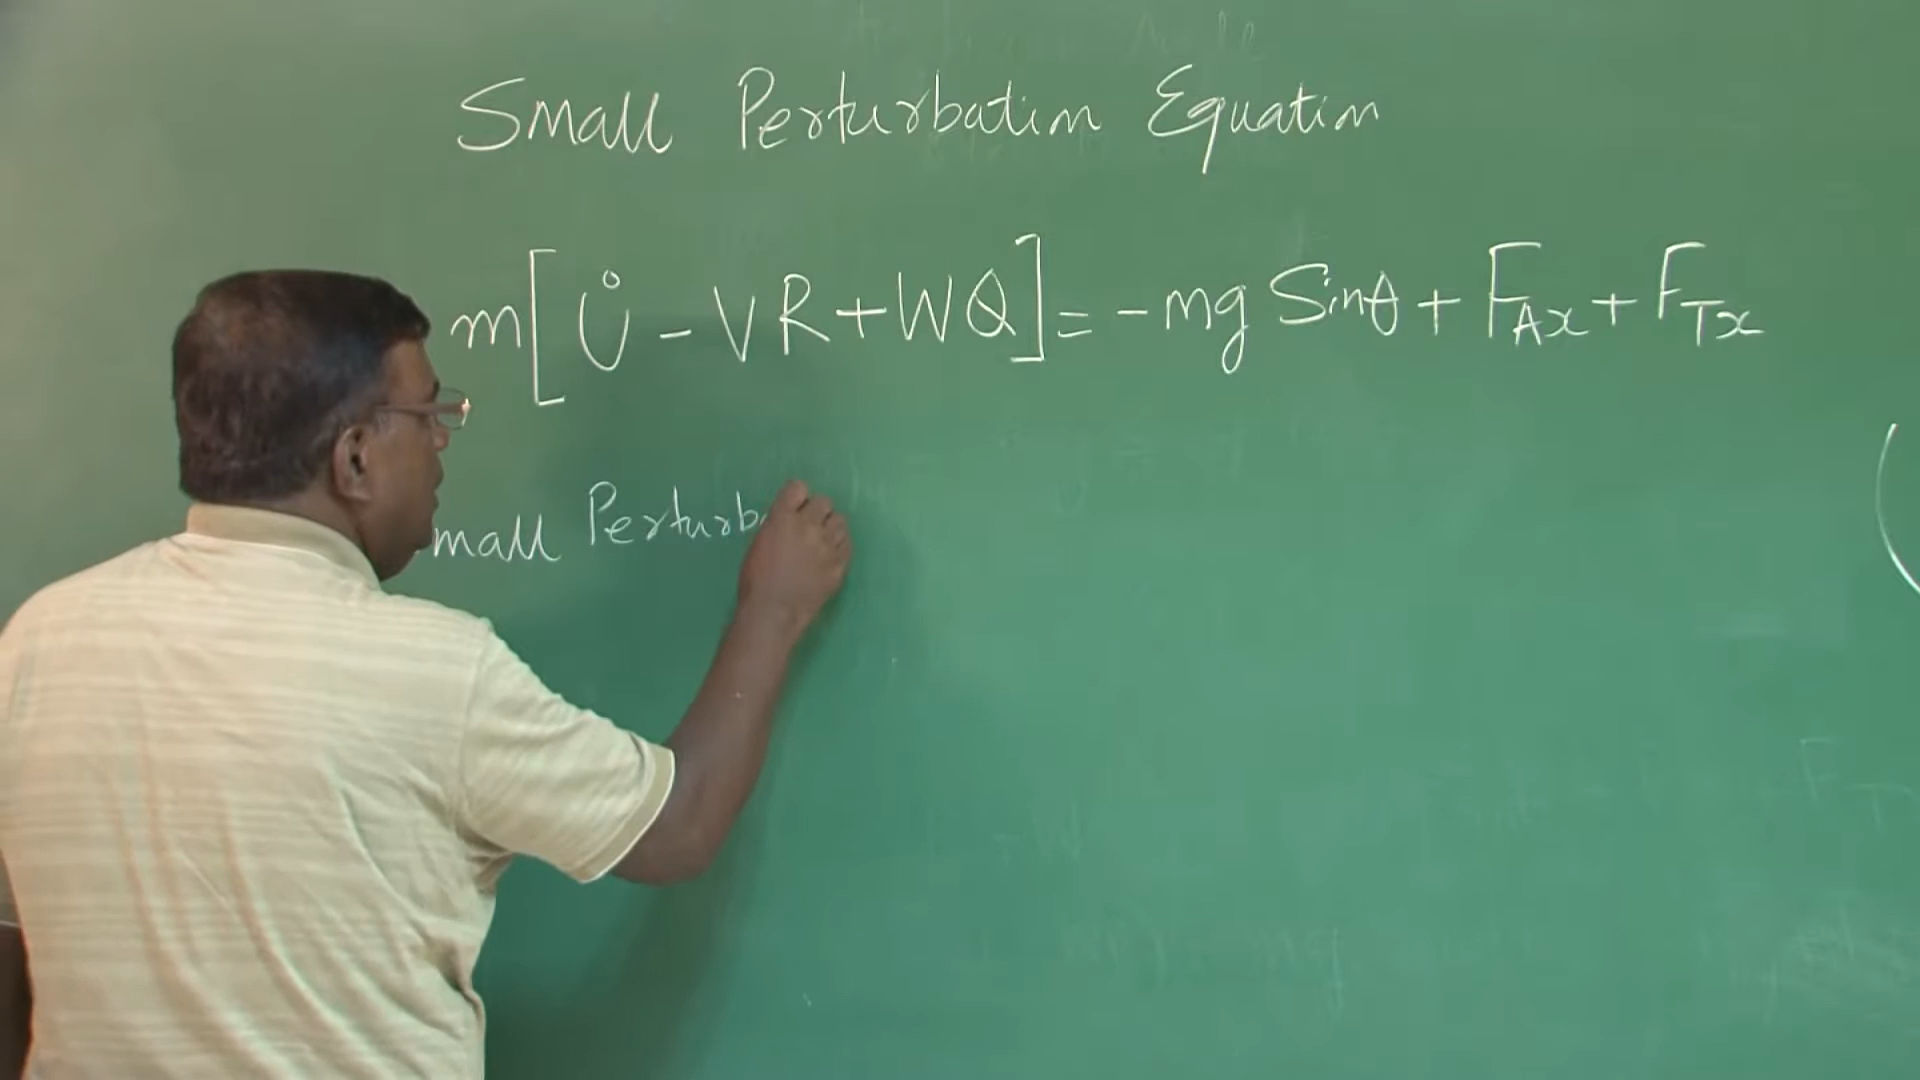 Small Perturbation Equation
m[U̇ - VR + WQ] = -mg Sinθ + F_Ax + F_Tx
mall Perturb